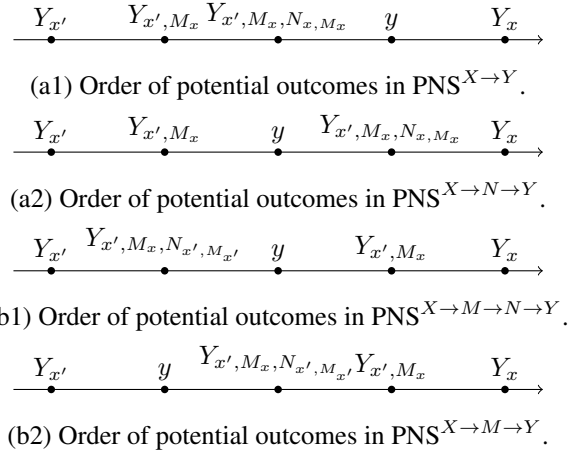 Y_{x'} Y_{x',M_x} Y_{x',M_x,N_{x,M_x}} y Y_x
(a1) Order of potential outcomes in PNS^{X→Y}.
Y_{x'} Y_{x',M_x} y Y_{x',M_x,N_{x,M_x}} Y_x
(a2) Order of potential outcomes in PNS^{X→N→Y}.
Y_{x'} Y_{x',M_x,N_{x',M_{x'}}} y Y_{x',M_x} Y_x
b1) Order of potential outcomes in PNS^{X→M→N→Y}.
Y_{x'} y Y_{x',M_x,N_{x',M_{x'}}} Y_{x',M_x} Y_x
(b2) Order of potential outcomes in PNS^{X→M→Y}.